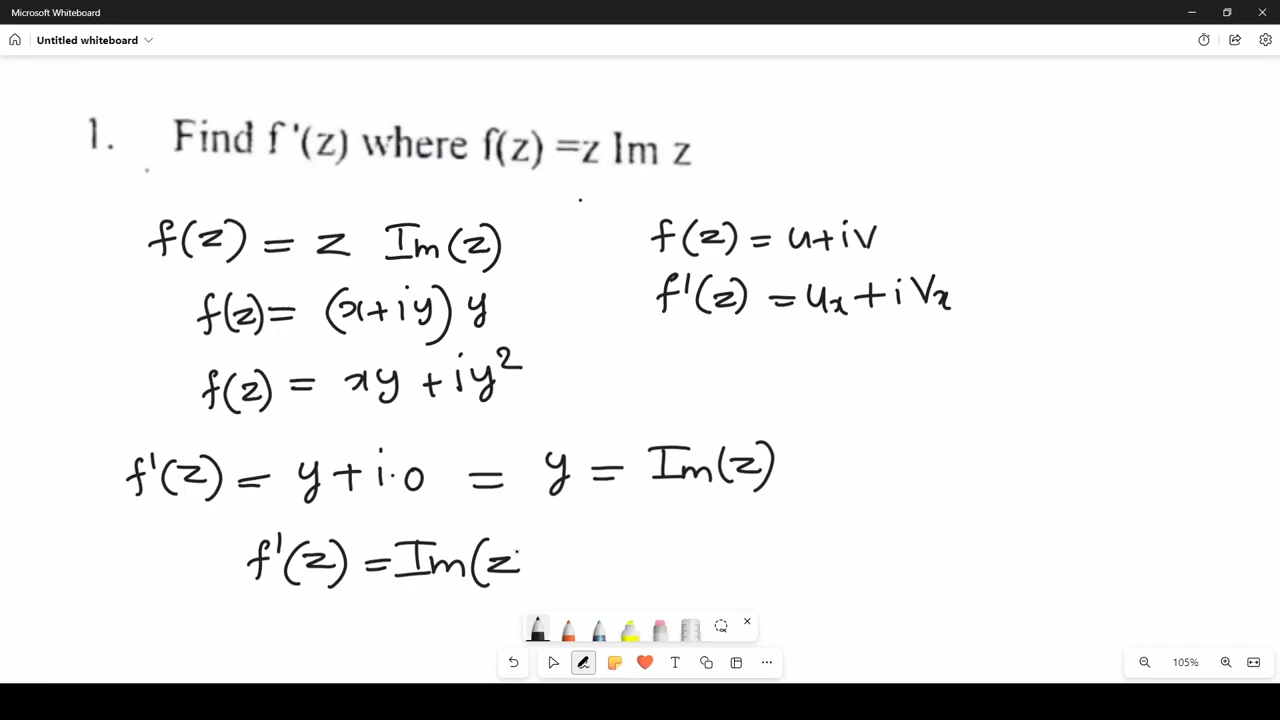 Microsoft Whiteboard
Untitled whiteboard
1. Find f '(z) where f(z) =z Im z
f(z) = z Im(z)
f(z) = u+iv
f(z)= (x+iy) y
f'(z) = uₓ + i vₓ
f(z) = xy + iy²
f'(z) = y + i·0 = y = Im(z)
f'(z) = Im(z
105%